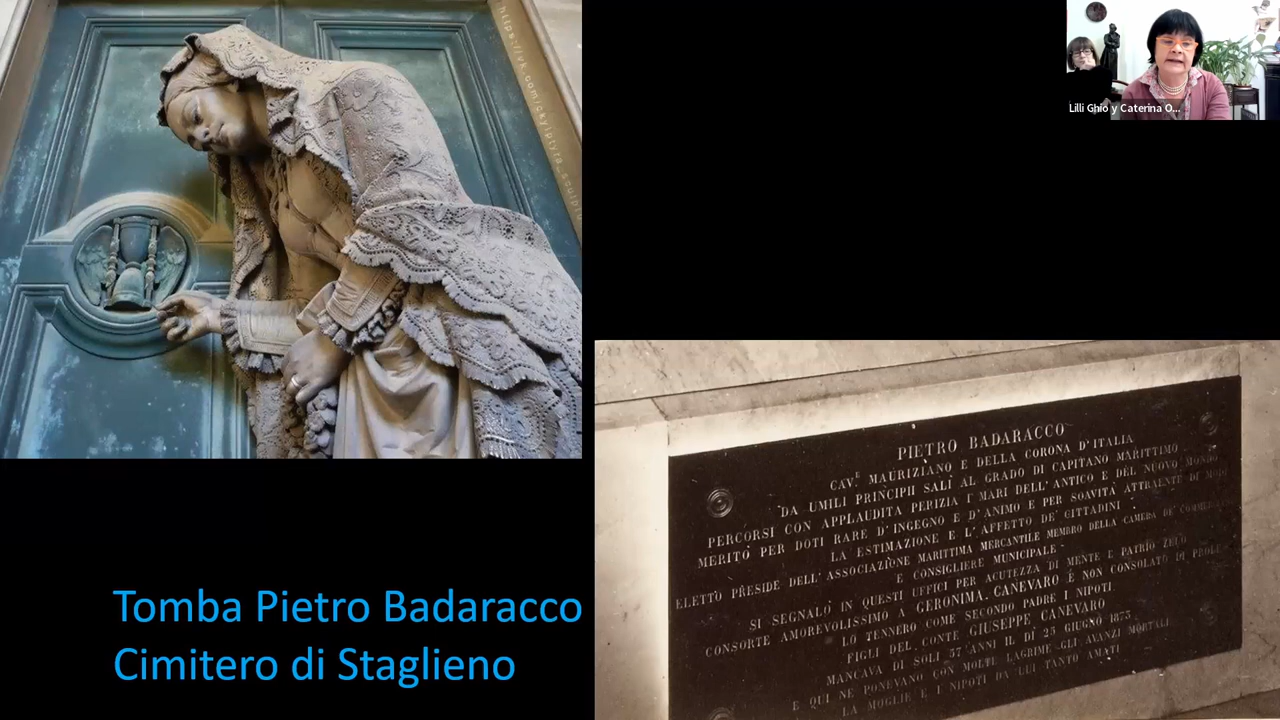 https://vk.com/ckylptyra_sculptu
Lilli Ghio y Caterina O...
PIETRO BADARACCO
CAV.E MAURIZIANO E DELLA CORONA D'ITALIA
DA UMILI PRINCIPII SALÌ AL GRADO DI CAPITANO MARITTIMO
PERCORSI CON APPLAUDITA PERIZIA I MARI DELL'ANTICO E DEL NUOVO MONDO
MERITÒ PER DOTI RARE D'INGEGNO E D'ANIMO E PER SOAVITÀ ATTRAENTE DI MODI
LA ESTIMAZIONE E L'AFFETTO DE' CITTADINI
ELETTO PRESIDE DELL'ASSOCIAZIONE MARITTIMA MERCANTILE MEMBRO DELLA CAMERA DE' COMMERCIO
E CONSIGLIERE MUNICIPALE
SI SEGNALÒ IN QUESTI UFFICI PER ACUTEZZA DI MENTE E PATRIO ZELO
CONSORTE AMOREVOLISSIMO A GERONIMA CANEVARO E NON CONSOLATO DI PROLE
LO TENNERO COME SECONDO PADRE I NIPOTI
FIGLI DEL CONTE GIUSEPPE CANEVARO
MANCAVA DI SOLI 57 ANNI IL DÌ 25 GIUGNO 1875
E QUI NE PONEVANO CON MOLTE LAGRIME GLI AVANZI MORTALI
LA MOGLIE E I NIPOTI DA LUI TANTO AMATI
Tomba Pietro Badaracco
Cimitero di Staglieno